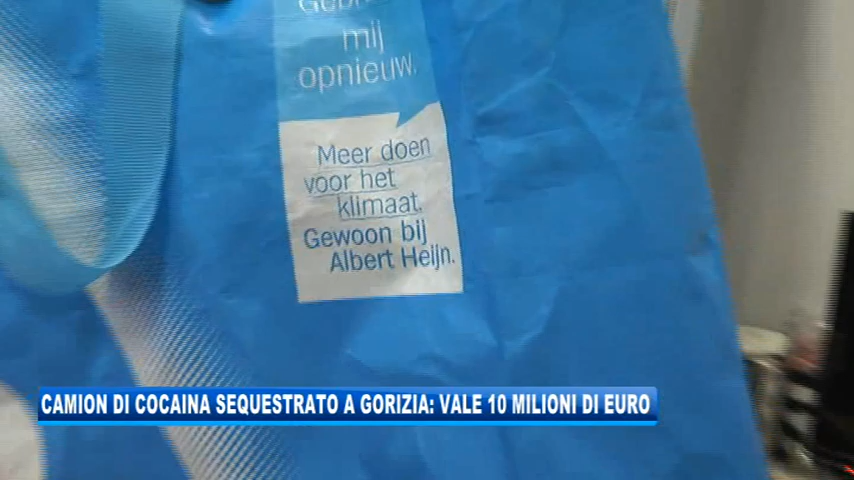 mij
opnieuw.
Meer doen
voor het
klimaat.
Gewoon bij
Albert Heijn.
CAMION DI COCAINA SEQUESTRATO A GORIZIA: VALE 10 MILIONI DI EURO